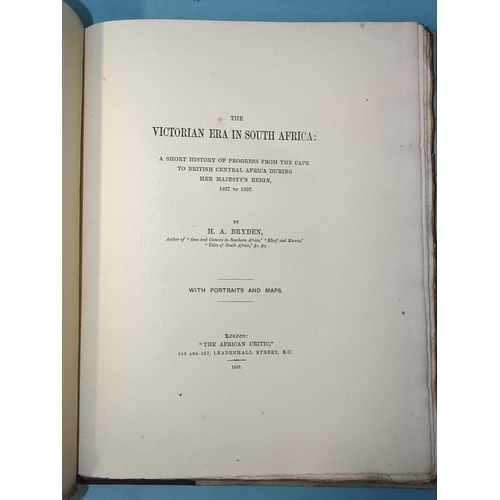 THE
VICTORIAN ERA IN SOUTH AFRICA:
A SHORT HISTORY OF PROGRESS FROM THE CAPE
TO BRITISH CENTRAL AFRICA DURING
HER MAJESTY'S REIGN,
1837 TO 1897.
BY
H. A. BRYDEN,
Author of "Gun and Camera in Southern Africa," "Kloof and Karroo,"
"Tales of South Africa," &c. &c.
WITH PORTRAITS AND MAPS.
London:
"THE AFRICAN CRITIC,"
AND LEADENHALL STREET, E.C.
1897.